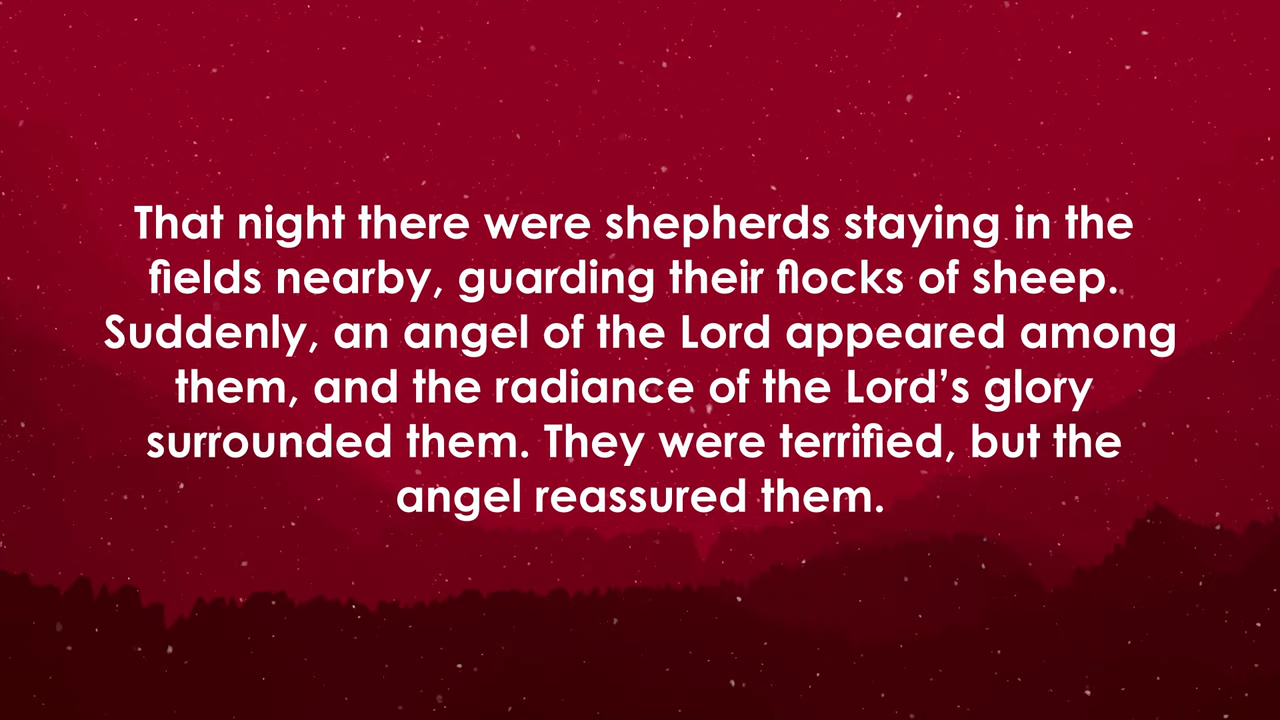 That night there were shepherds staying in the
fields nearby, guarding their flocks of sheep.
Suddenly, an angel of the Lord appeared among
them, and the radiance of the Lord’s glory
surrounded them. They were terrified, but the
angel reassured them.